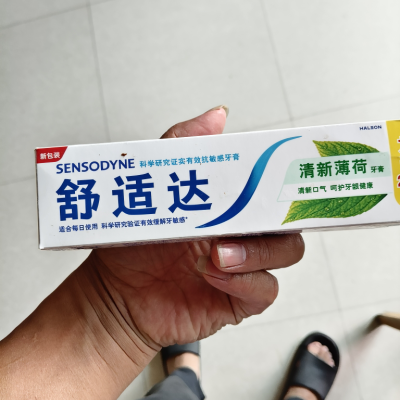 新包装
SENSODYNE 科学研究证实有效抗敏感牙膏
舒适达
适合每日使用 科学研究验证有效缓解牙敏感*
HALEON
清新薄荷 牙膏
清新口气 呵护牙龈健康